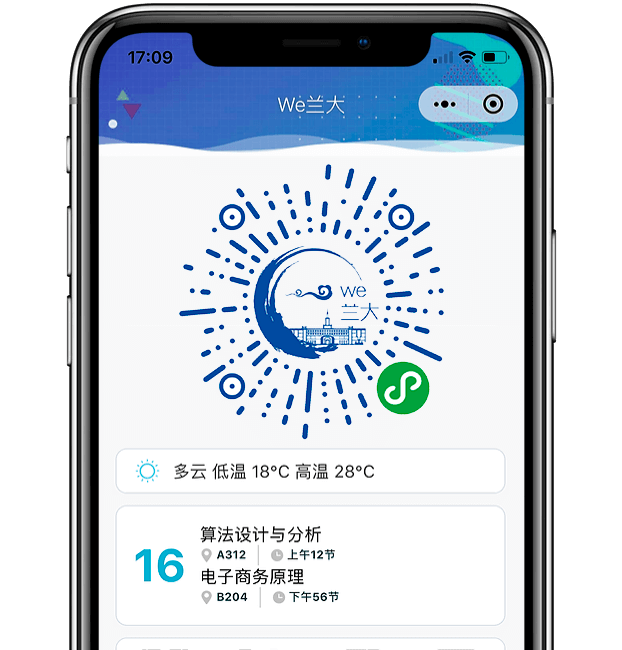 17:09
We兰大
we
兰大
多云 低温 18°C 高温 28°C
16
算法设计与分析
A312 上午12节
电子商务原理
B204 下午56节